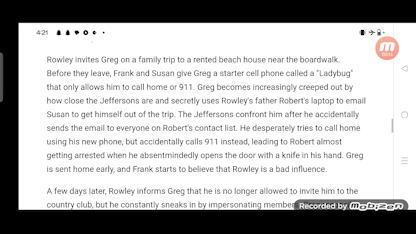 4:21
00:03
Rowley invites Greg on a family trip to a rented beach house near the boardwalk.
Before they leave, Frank and Susan give Greg a starter cell phone called a "Ladybug"
that only allows him to call home or 911. Greg becomes increasingly creeped out by
how close the Jeffersons are and secretly uses Rowley's father Robert's laptop to email
Susan to get himself out of the trip. The Jeffersons confront him after he accidentally
sends the email to everyone on Robert's contact list. He desperately tries to call home
using his new phone, but accidentally calls 911 instead, leading to Robert almost
getting arrested when he absentmindedly opens the door with a knife in his hand. Greg
is sent home early, and Frank starts to believe that Rowley is a bad influence.
A few days later, Rowley informs Greg that he is no longer allowed to invite him to the
country club, but he constantly sneaks in by impersonating member
Recorded by mobizen